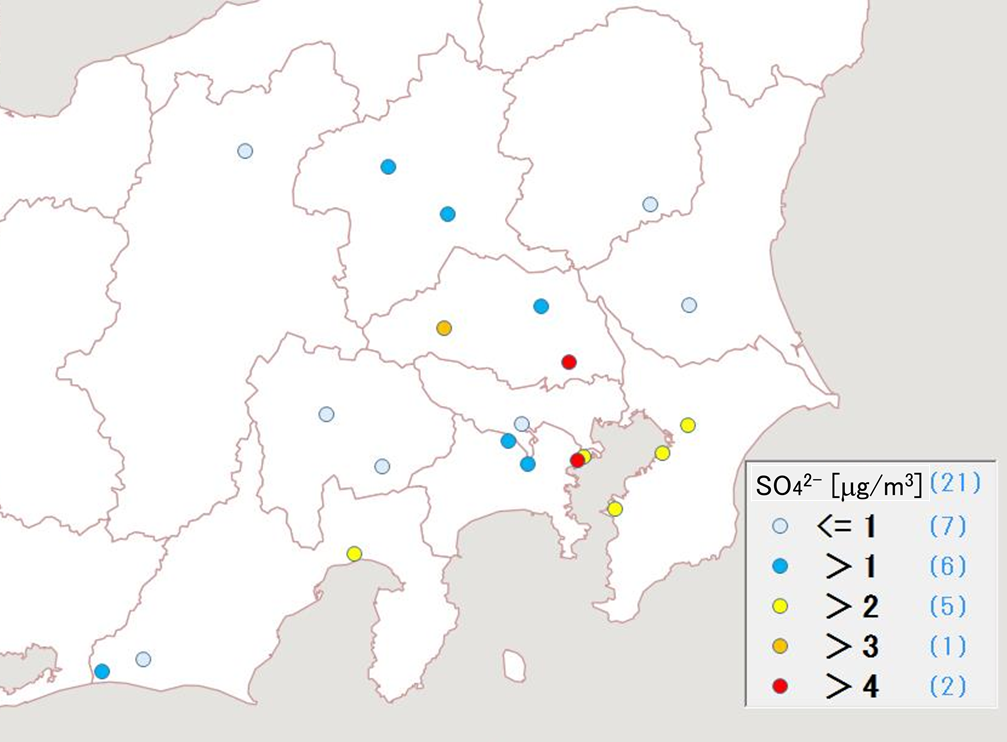 SO₄²⁻ [μg/m³] (21)
<= 1 (7)
> 1 (6)
> 2 (5)
> 3 (1)
> 4 (2)